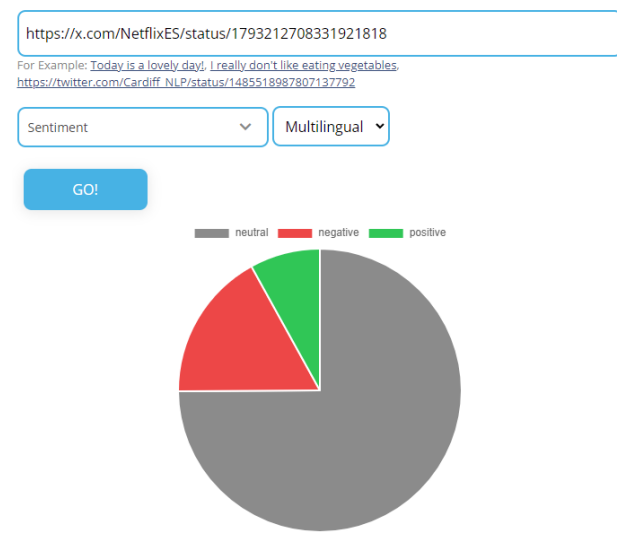 https://x.com/NetflixES/status/1793212708331921818
For Example: Today is a lovely day!, I really don't like eating vegetables,
https://twitter.com/Cardiff_NLP/status/1485518987807137792
Sentiment Multilingual
GO!
neutral negative positive